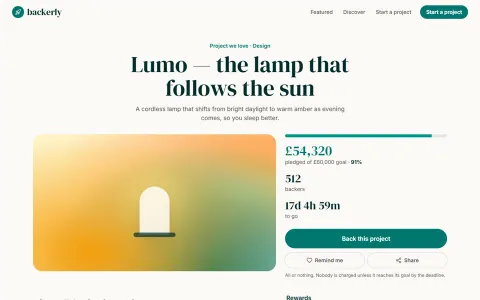 backerly
Featured
Discover
Start a project
Start a project
Project we love · Design
Lumo — the lamp that
follows the sun
A cordless lamp that shifts from bright daylight to warm amber as evening
comes, so you sleep better.
£54,320
pledged of £60,000 goal · 91%
512
backers
17d 4h 59m
to go
Back this project
Remind me
Share
All or nothing. Nobody is charged unless it reaches its goal by the deadline.
Rewards